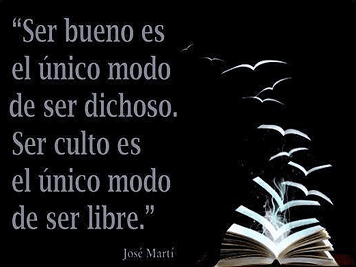 “Ser bueno es
el único modo
de ser dichoso.
Ser culto es
el único modo
de ser libre.”
José Martí